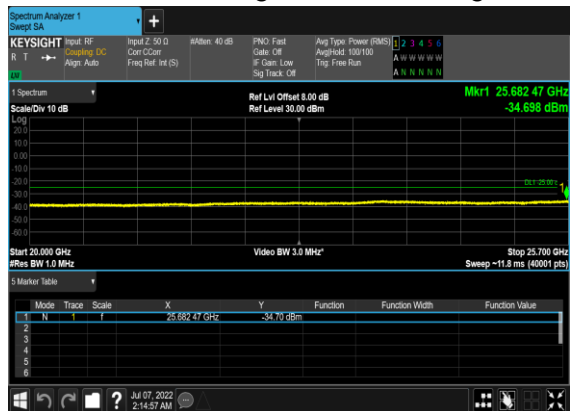 Spectrum Analyzer 1
Swept SA
+
KEYSIGHT Input: RF Input Z: 50 Ω #Atten: 40 dB PNO: Fast Avg Type: Power (RMS) 1 2 3 4 5 6
R T Coupling: DC Corr CCorr Gate: Off Avg|Hold: 100/100 A W W W W W
Align: Auto Freq Ref: Int (S) IF Gain: Low Trig: Free Run
LW Sig Track: Off A N N N N N
1 Spectrum Ref Lvl Offset 8.00 dB Mkr1 25.682 47 GHz
Scale/Div 10 dB Ref Level 30.00 dBm -34.698 dBm
Log
20.0
10.0
0.00
-10.0
-20.0 DL1 -25.00 1
-30.0
-40.0
-50.0
-60.0
Start 20.000 GHz Video BW 3.0 MHz* Stop 25.700 GHz
#Res BW 1.0 MHz Sweep ~11.8 ms (40001 pts)
5 Marker Table
Mode Trace Scale X Y Function Function Width Function Value
1 N 1 f 25.682 47 GHz -34.70 dBm
2
3
4
5
6
? Jul 07, 2022
2:14:57 AM